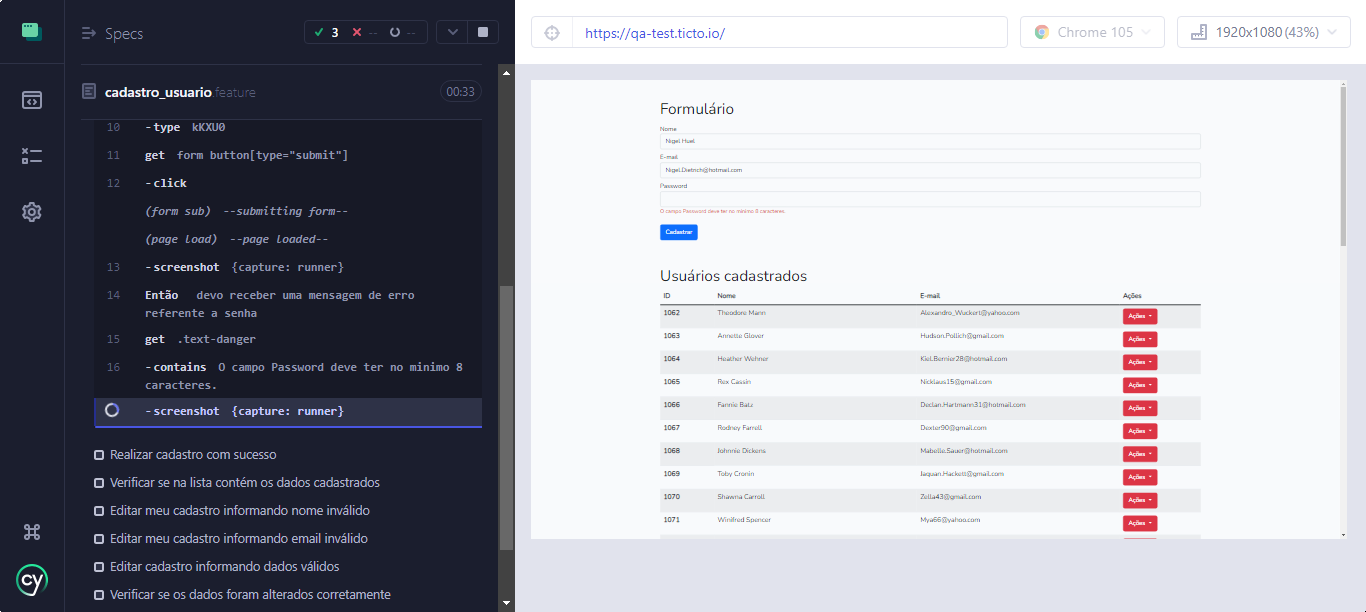 Specs
3
--
--
cadastro_usuario.feature
00:33
10 -type kKXU0
11 get form button[type="submit"]
12 -click
(form sub) --submitting form--
(page load) --page loaded--
13 -screenshot {capture: runner}
14 Então devo receber uma mensagem de erro
referente a senha
15 get .text-danger
16 -contains O campo Password deve ter no minimo 8
caracteres.
-screenshot {capture: runner}
Realizar cadastro com sucesso
Verificar se na lista contém os dados cadastrados
Editar meu cadastro informando nome inválido
Editar meu cadastro informando email inválido
Editar cadastro informando dados válidos
Verificar se os dados foram alterados corretamente
cy
https://qa-test.ticto.io/
Chrome 105
1920x1080 (43%)
Formulário
Nome
Nigel Huel
E-mail
Nigel.Dietrich@hotmail.com
Password
O campo Password deve ter no minimo 8 caracteres.
Cadastrar
Usuários cadastrados
ID Nome E-mail Ações
1062 Theodore Mann Alexandro_Wuckert@yahoo.com Ações
1063 Annette Glover Hudson.Pollich@gmail.com Ações
1064 Heather Wehner Kiel.Bernier28@hotmail.com Ações
1065 Rex Cassin Nicklaus15@gmail.com Ações
1066 Fannie Batz Declan.Hartmann31@hotmail.com Ações
1067 Rodney Farrell Dexter90@gmail.com Ações
1068 Johnnie Dickens Mabelle.Sauer@hotmail.com Ações
1069 Toby Cronin Jaquan.Hackett@gmail.com Ações
1070 Shawna Carroll Zella43@gmail.com Ações
1071 Winifred Spencer Mya66@yahoo.com Ações